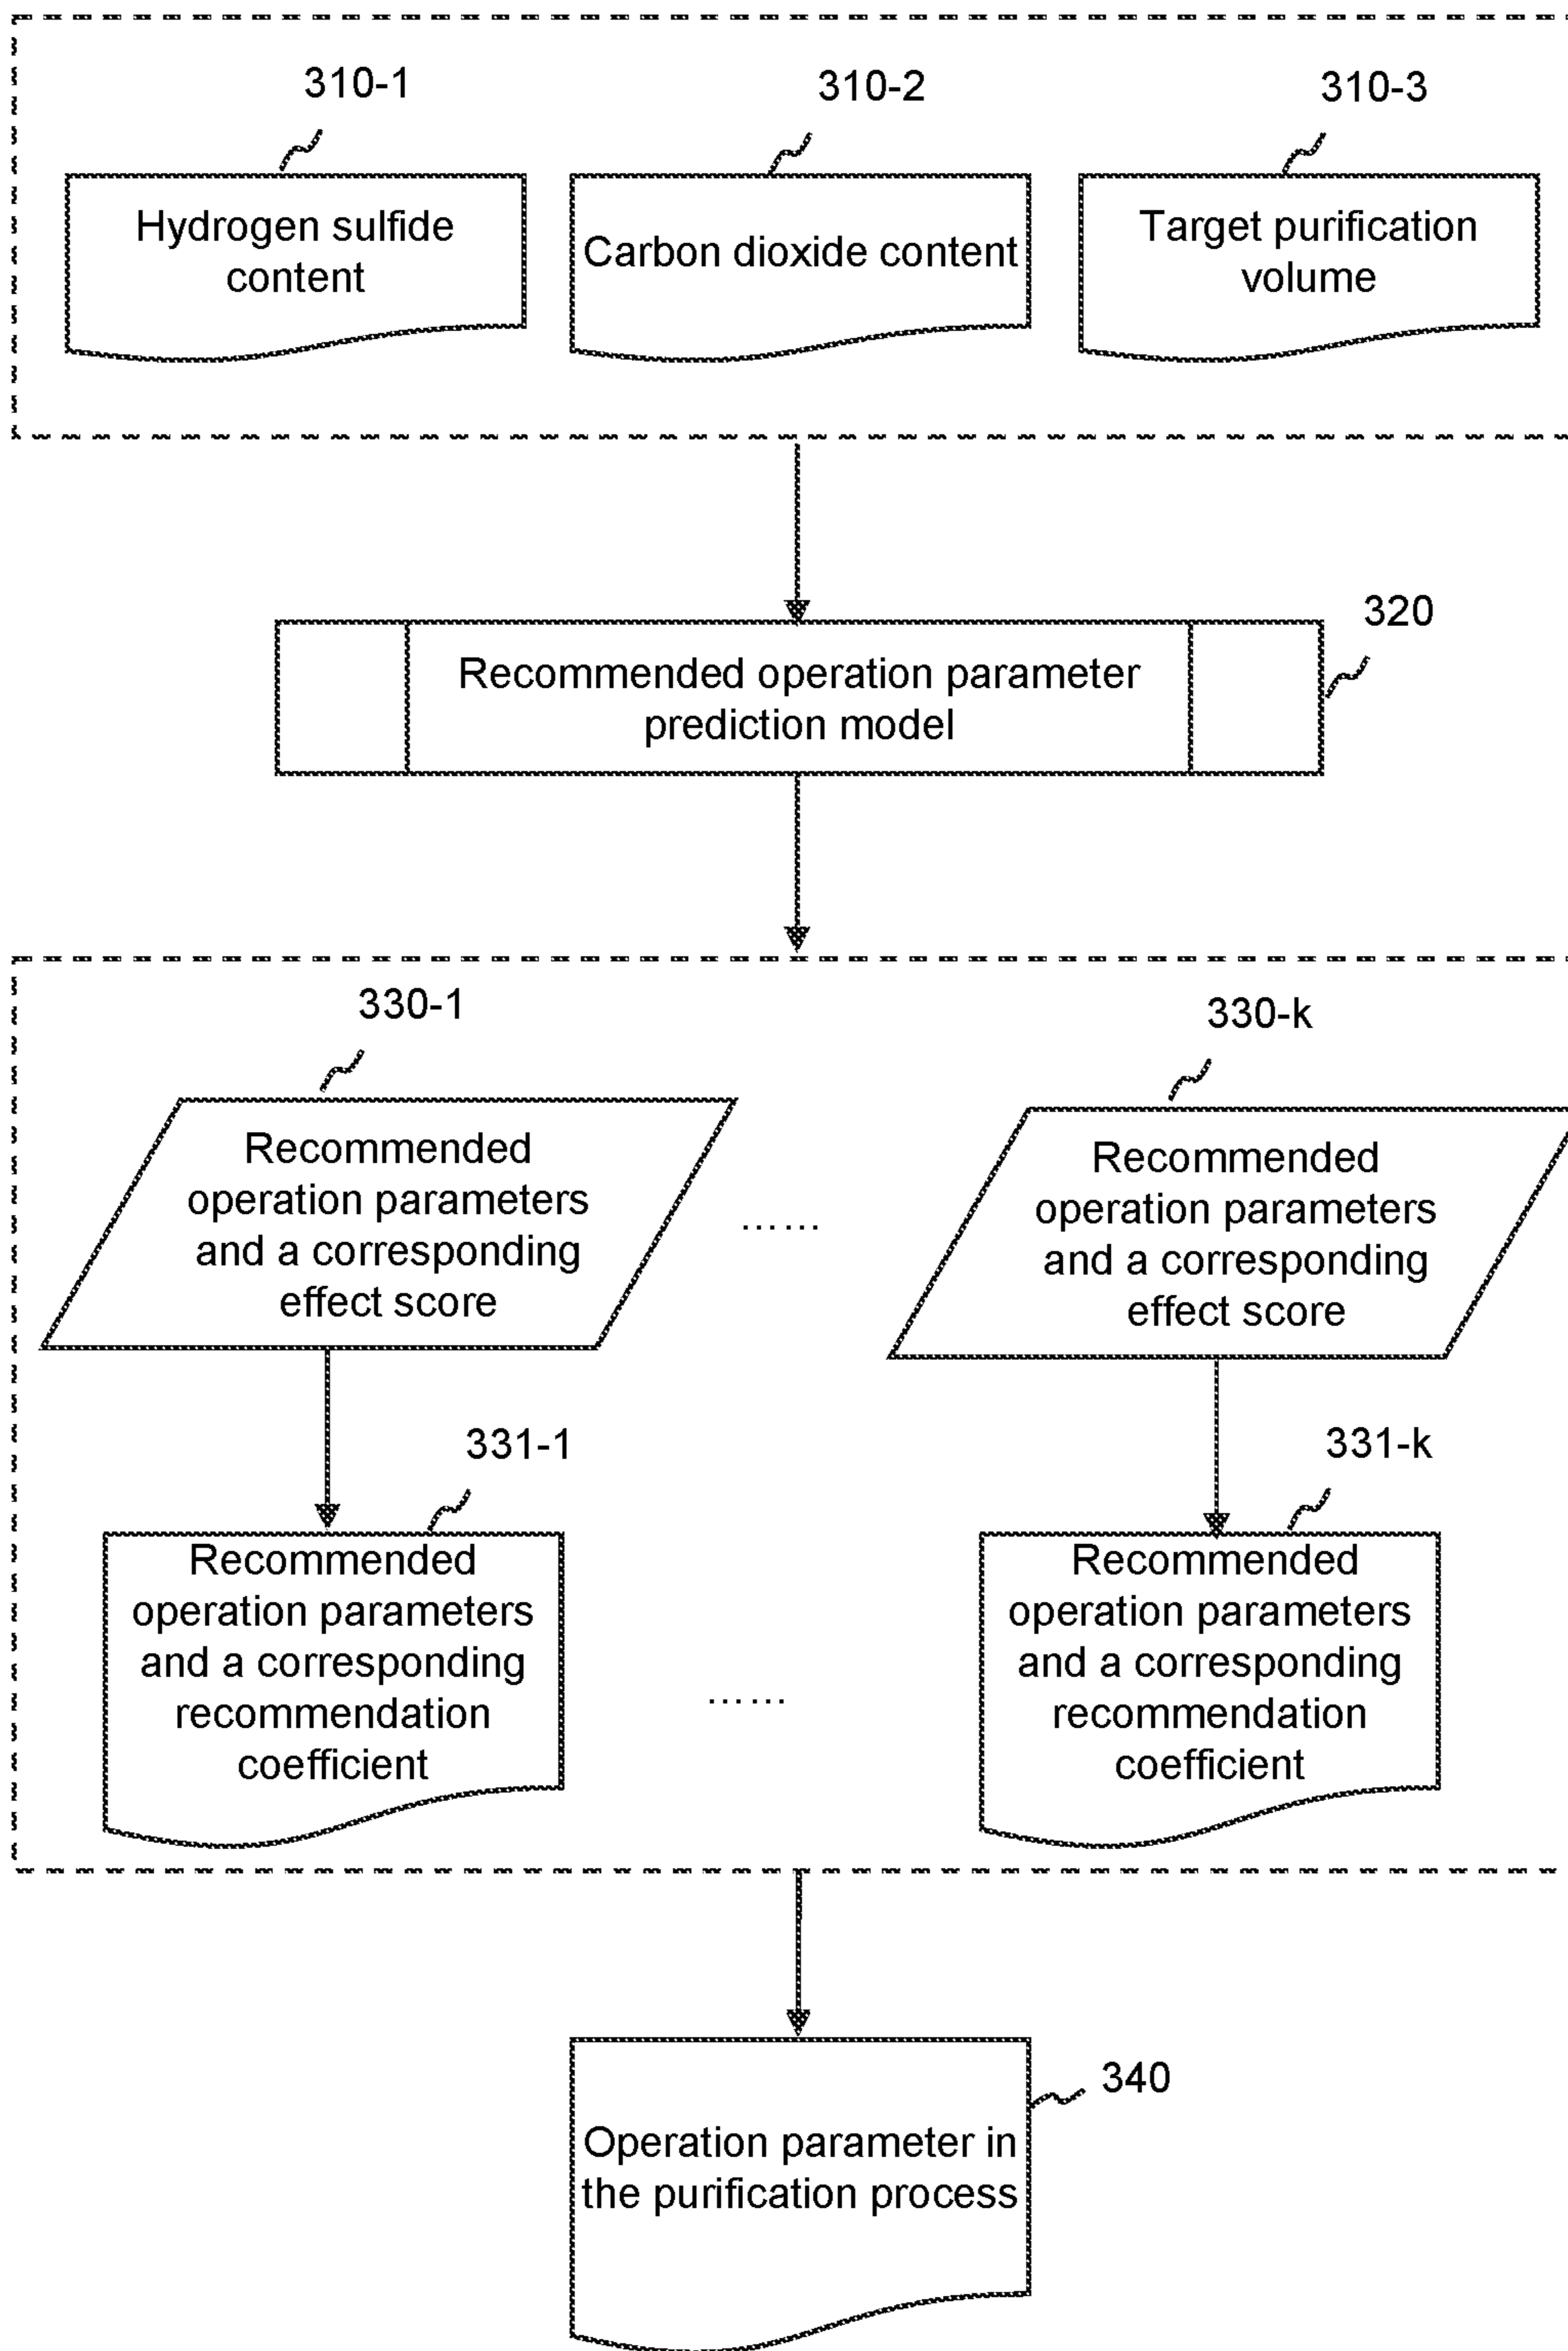 310-1
310-2
310-3
Hydrogen sulfide
content
Carbon dioxide content
Target purification
volume
320
Recommended operation parameter
prediction model
330-1
330-k
Recommended
operation parameters
and a corresponding
effect score
......
Recommended
operation parameters
and a corresponding
effect score
331-1
331-k
Recommended
operation parameters
and a corresponding
recommendation
coefficient
......
Recommended
operation parameters
and a corresponding
recommendation
coefficient
340
Operation parameter in
the purification process